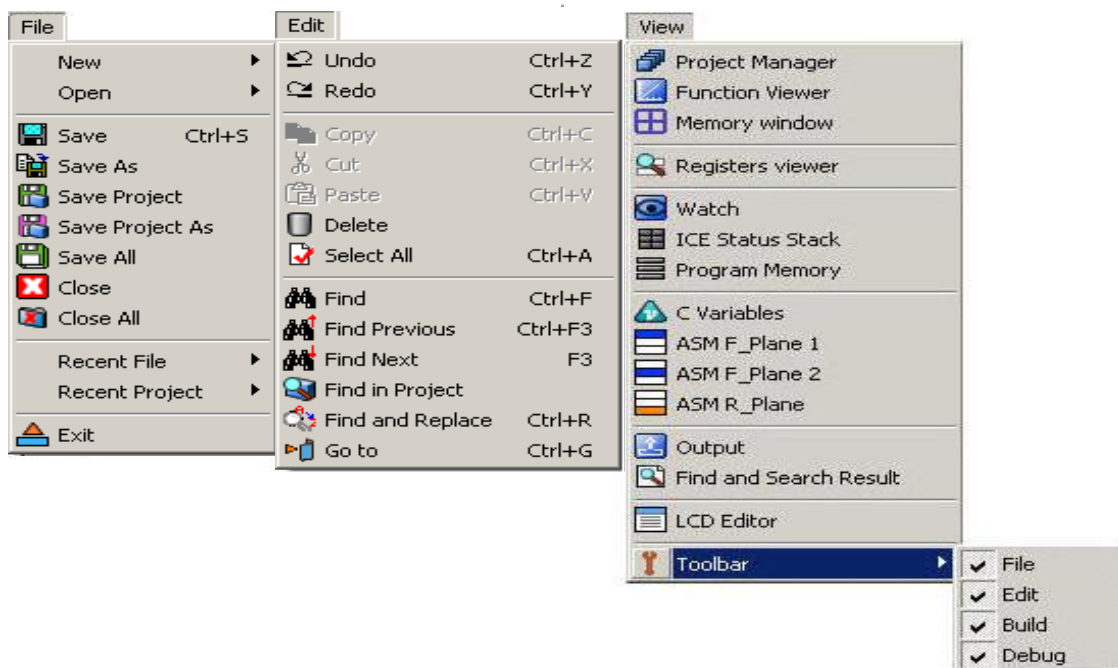 File
New
Open
Save Ctrl+S
Save As
Save Project
Save Project As
Save All
Close
Close All
Recent File
Recent Project
Exit
Edit
Undo Ctrl+Z
Redo Ctrl+Y
Copy Ctrl+C
Cut Ctrl+X
Paste Ctrl+V
Delete
Select All Ctrl+A
Find Ctrl+F
Find Previous Ctrl+F3
Find Next F3
Find in Project
Find and Replace Ctrl+R
Go to Ctrl+G
View
Project Manager
Function Viewer
Memory window
Registers viewer
Watch
ICE Status Stack
Program Memory
C Variables
ASM F_Plane 1
ASM F_Plane 2
ASM R_Plane
Output
Find and Search Result
LCD Editor
Toolbar
File
Edit
Build
Debug